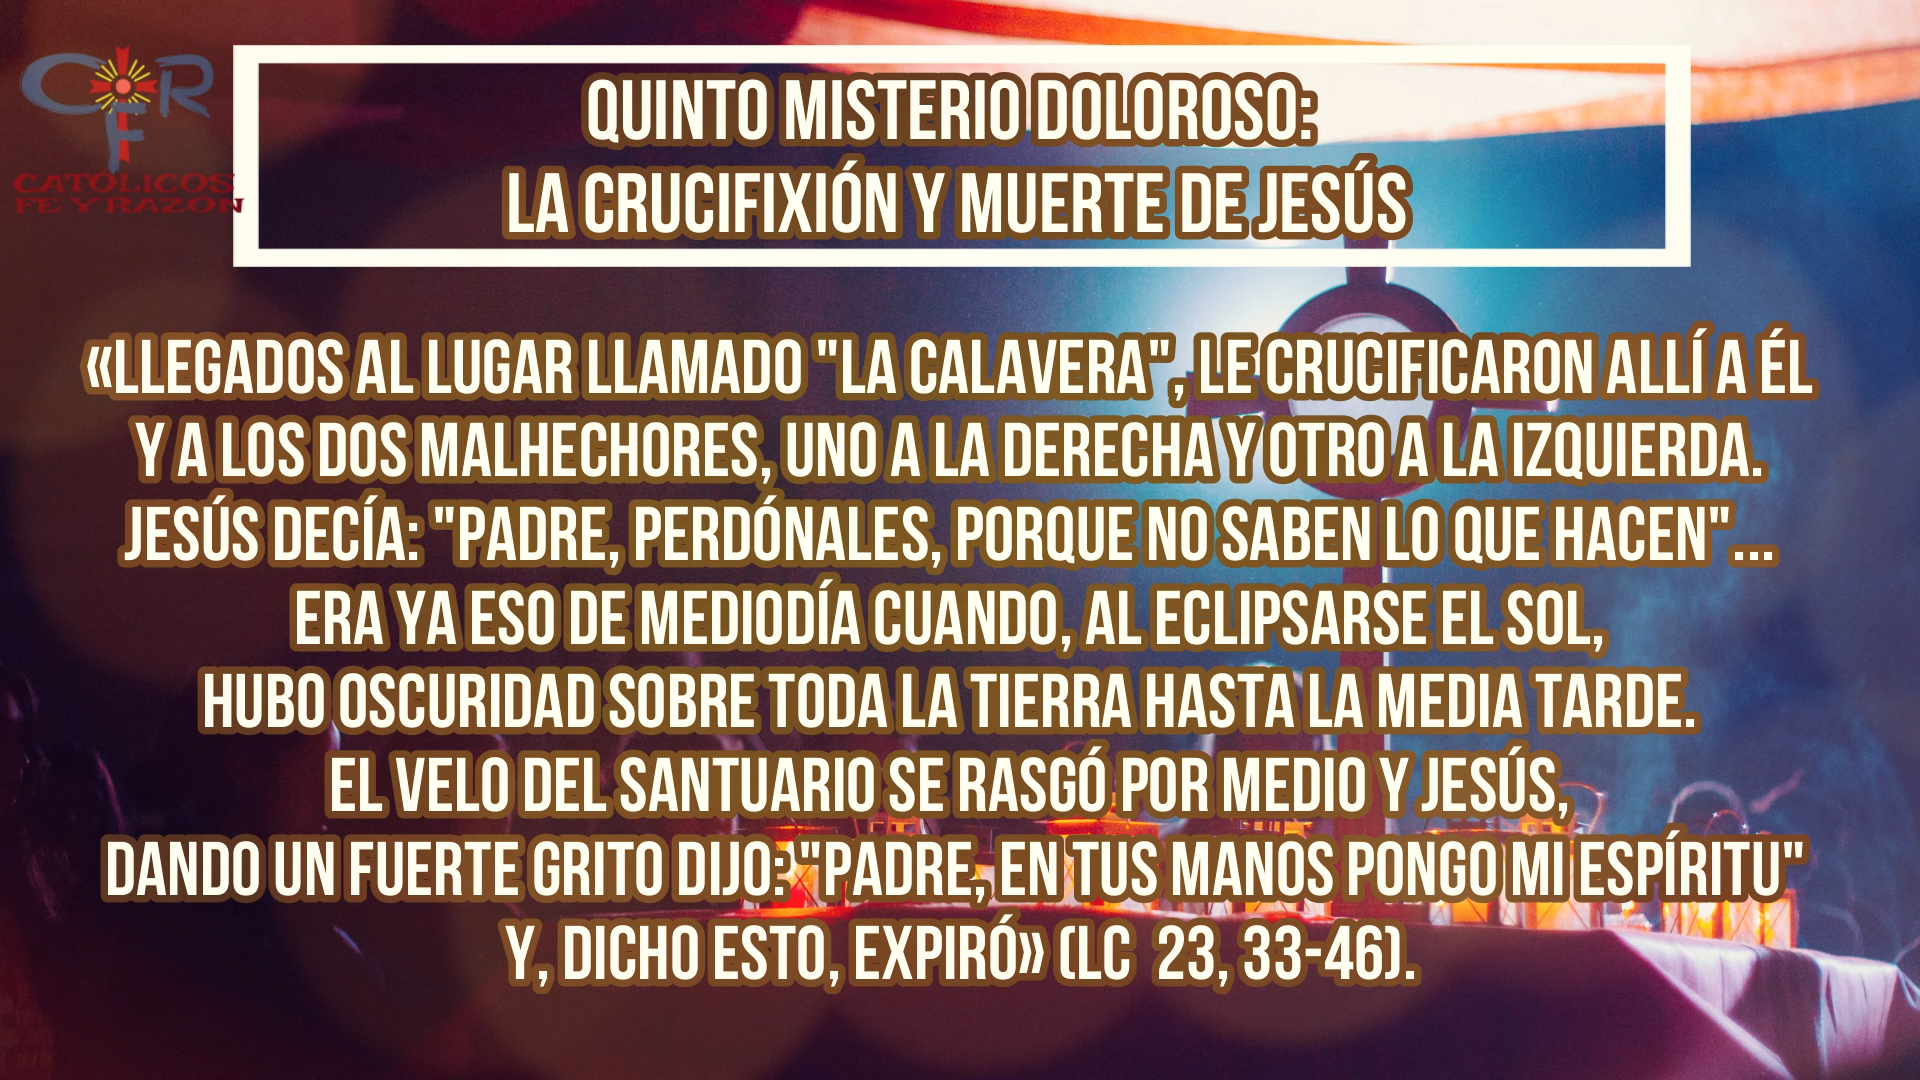 CFR
CATOLICOS
FE Y RAZON
QUINTO MISTERIO DOLOROSO:
LA CRUCIFIXIÓN Y MUERTE DE JESÚS
«LLEGADOS AL LUGAR LLAMADO "LA CALAVERA", LE CRUCIFICARON ALLÍ A ÉL
Y A LOS DOS MALHECHORES, UNO A LA DERECHA Y OTRO A LA IZQUIERDA.
JESÚS DECÍA: "PADRE, PERDÓNALES, PORQUE NO SABEN LO QUE HACEN"...
ERA YA ESO DE MEDIODÍA CUANDO, AL ECLIPSARSE EL SOL,
HUBO OSCURIDAD SOBRE TODA LA TIERRA HASTA LA MEDIA TARDE.
EL VELO DEL SANTUARIO SE RASGÓ POR MEDIO Y JESÚS,
DANDO UN FUERTE GRITO DIJO: "PADRE, EN TUS MANOS PONGO MI ESPÍRITU"
Y, DICHO ESTO, EXPIRÓ» (LC 23, 33-46).